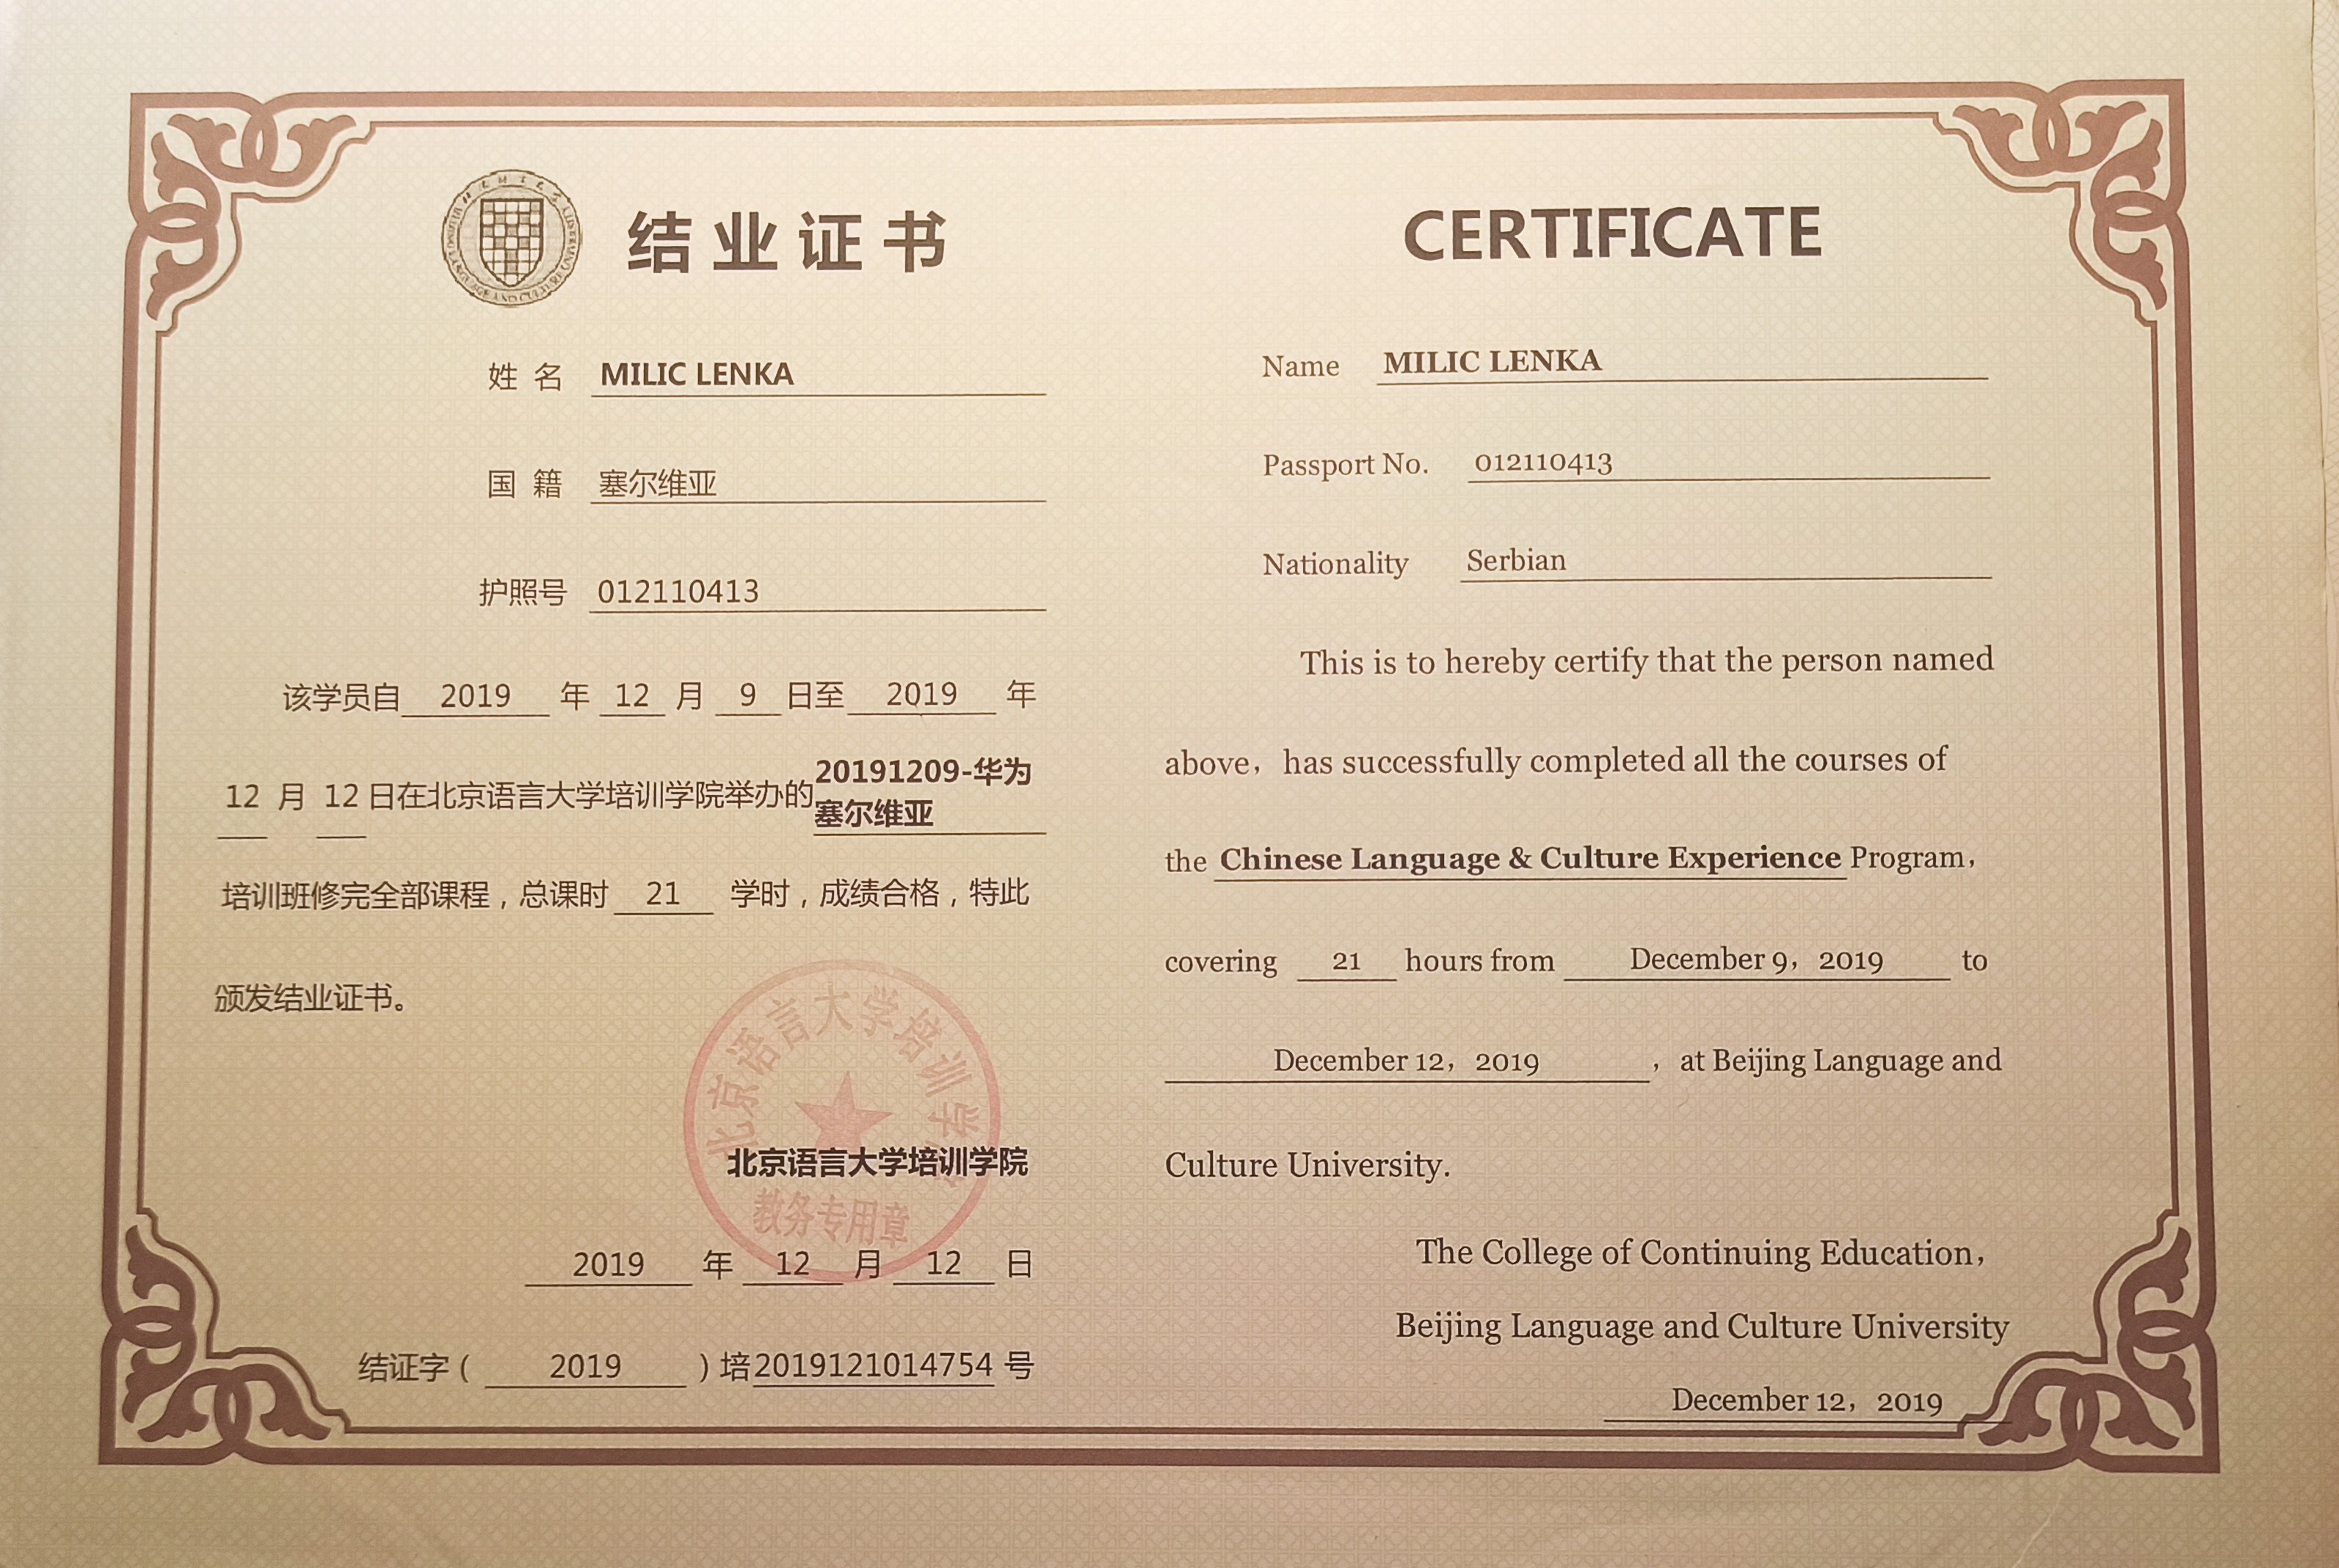 结业证书
姓 名 MILIC LENKA
国 籍 塞尔维亚
护照号 012110413
该学员自 2019 年 12 月 9 日至 2019 年
12 月 12 日在北京语言大学培训学院举办的 20191209-华为
塞尔维亚
培训班修完全部课程，总课时 21 学时，成绩合格，特此
颁发结业证书。
北京语言大学培训学院
北京语言大学培训学院
教务专用章
2019 年 12 月 12 日
结证字（ 2019 ）培2019121014754 号
CERTIFICATE
Name MILIC LENKA
Passport No. 012110413
Nationality Serbian
This is to hereby certify that the person named
above，has successfully completed all the courses of
the Chinese Language & Culture Experience Program，
covering 21 hours from December 9，2019 to
December 12，2019 ，at Beijing Language and
Culture University.
The College of Continuing Education，
Beijing Language and Culture University
December 12，2019